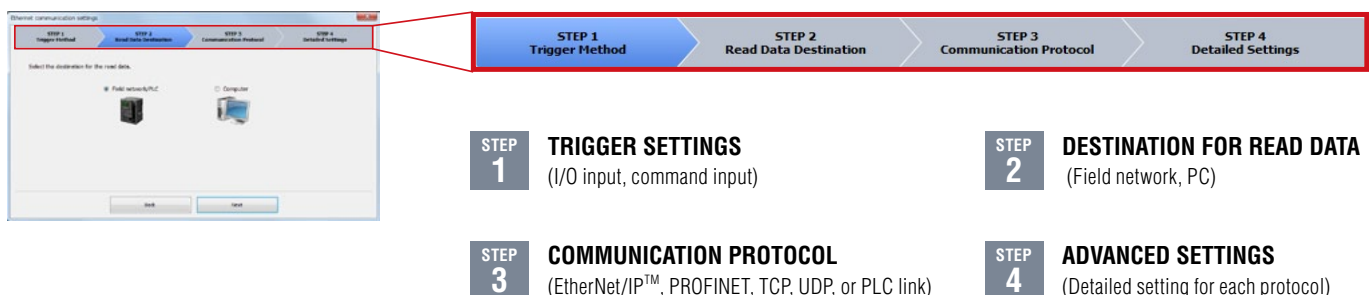 Ethernet communication settings
STEP 1
Trigger Method
STEP 2
Read Data Destination
STEP 3
Communication Protocol
STEP 4
Detailed Settings
Select the destination for the read data.
Field network/PLC
Computer
Back
Next
STEP 1
Trigger Method
STEP 2
Read Data Destination
STEP 3
Communication Protocol
STEP 4
Detailed Settings
STEP
1
TRIGGER SETTINGS
(I/O input, command input)
STEP
2
DESTINATION FOR READ DATA
(Field network, PC)
STEP
3
COMMUNICATION PROTOCOL
(EtherNet/IP™, PROFINET, TCP, UDP, or PLC link)
STEP
4
ADVANCED SETTINGS
(Detailed setting for each protocol)